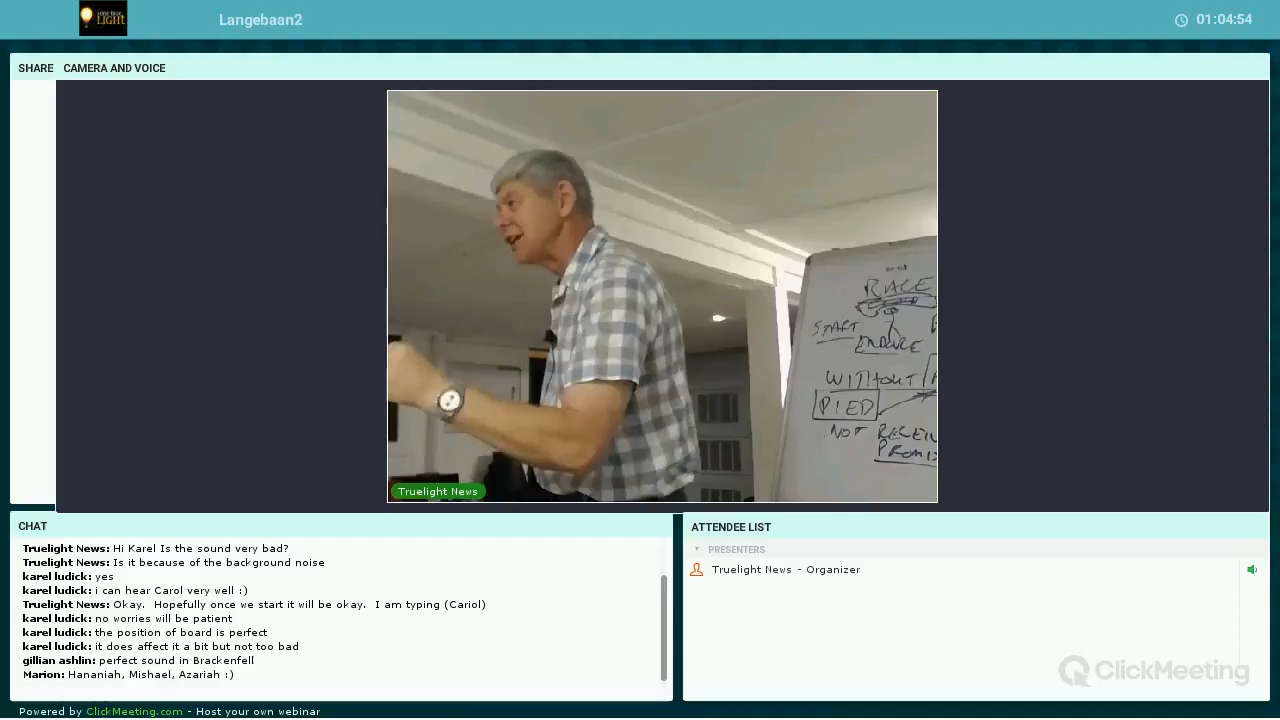 LIGHT
Langebaan2
01:04:54
SHARE CAMERA AND VOICE
RACE
START
ENDURE
WITHOUT
DIED
NOT RECEIV
PROMIS
Truelight News
CHAT
Truelight News: Hi Karel Is the sound very bad?
Truelight News: Is it because of the background noise
karel ludick: yes
karel ludick: i can hear Carol very well :)
Truelight News: Okay. Hopefully once we start it will be okay. I am typing (Cariol)
karel ludick: no worries will be patient
karel ludick: the position of board is perfect
karel ludick: it does affect it a bit but not too bad
gillian ashlin: perfect sound in Brackenfell
Marion: Hananiah, Mishael, Azariah :)
ATTENDEE LIST
PRESENTERS
Truelight News - Organizer
ClickMeeting
Powered by ClickMeeting.com - Host your own webinar